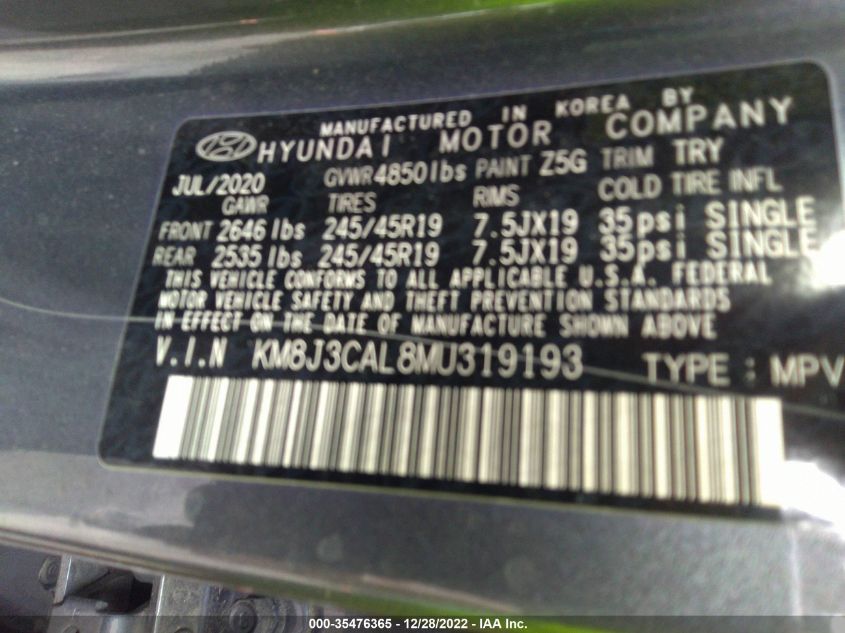 MANUFACTURED IN KOREA BY
HYUNDAI MOTOR COMPANY
JUL/2020 GVWR 4850lbs PAINT Z5G TRIM TRY
GAWR TIRES RIMS COLD TIRE INFL
FRONT 2646 lbs 245/45R19 7.5JX19 35psi SINGLE
REAR 2535 lbs 245/45R19 7.5JX19 35psi SINGLE
THIS VEHICLE CONFORMS TO ALL APPLICABLE U.S.A. FEDERAL
MOTOR VEHICLE SAFETY AND THEFT PREVENTION STANDARDS
IN EFFECT ON THE DATE OF MANUFACTURE SHOWN ABOVE
V.I.N KM8J3CAL8MU319193 TYPE : MPV
000-35476365 - 12/28/2022 - IAA Inc.